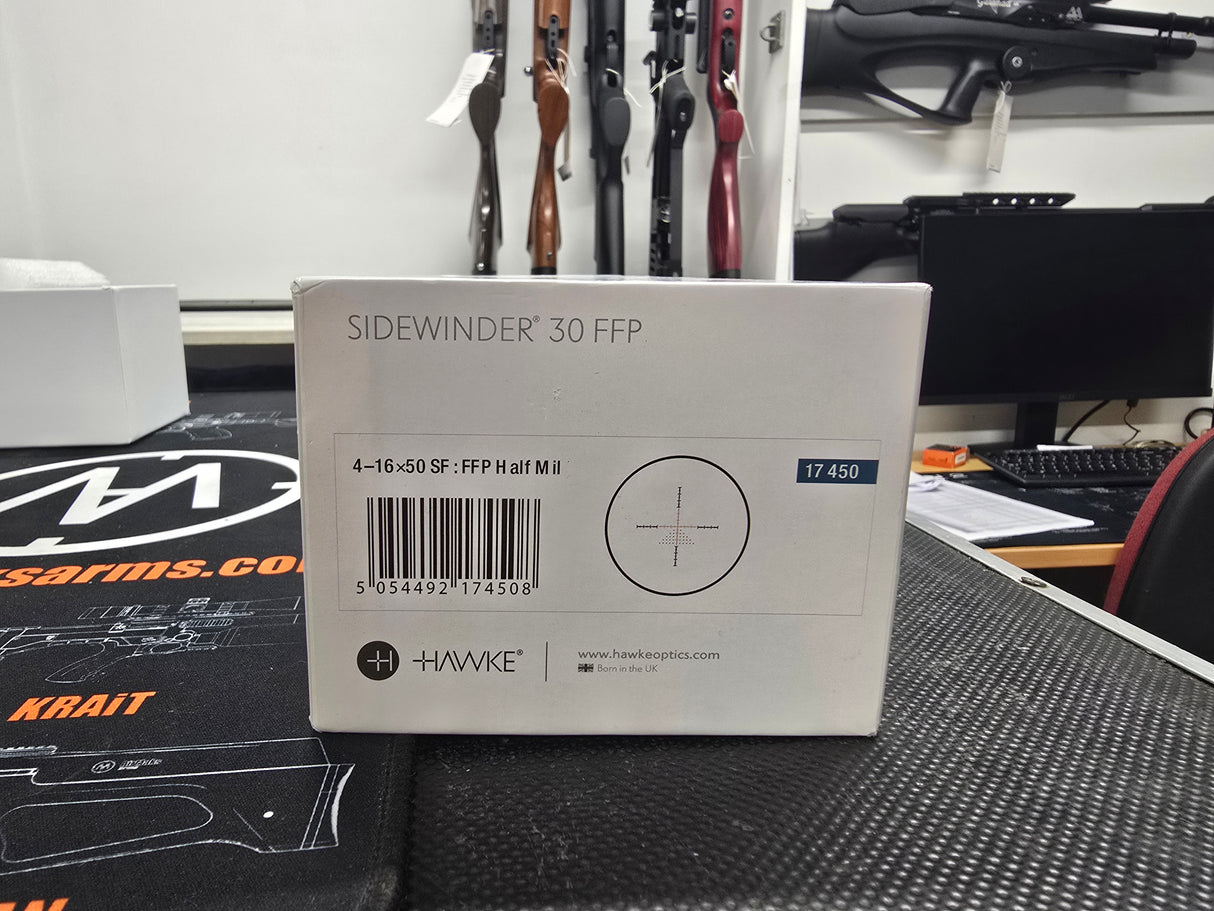 SIDEWINDER® 30 FFP
4–16×50 SF : FFP Half Mil
17 450
5 054492 174508
HAWKE®
www.hawkeoptics.com
Born in the UK
sarms.co
KRAiT